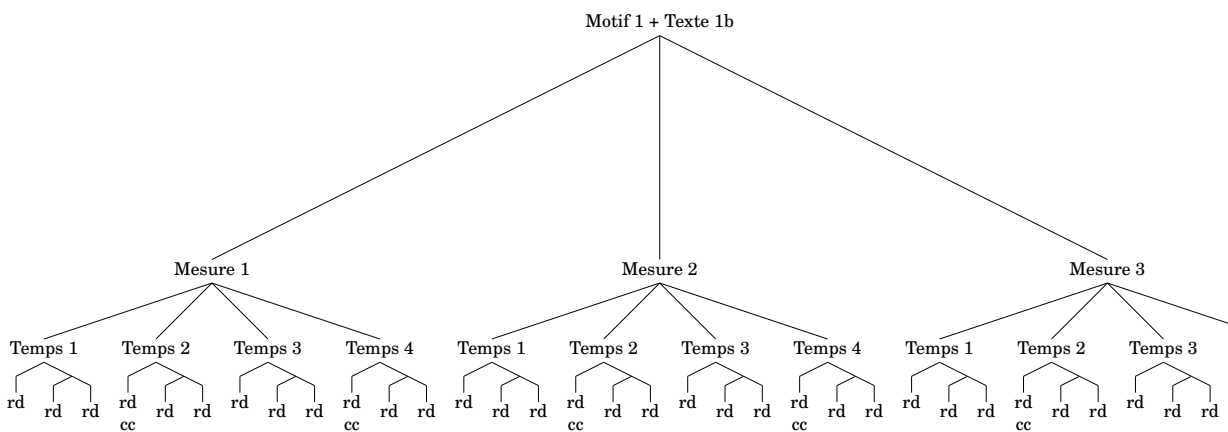 Motif 1 + Texte 1b
Mesure 1 Mesure 2 Mesure 3
Temps 1 Temps 2 Temps 3 Temps 4 Temps 1 Temps 2 Temps 3 Temps 4 Temps 1 Temps 2 Temps 3
rd rd rd rd rd rd rd rd rd rd rd rd rd rd rd rd rd rd rd rd rd rd rd rd rd rd rd rd rd rd rd rd rd
cc cc cc cc cc